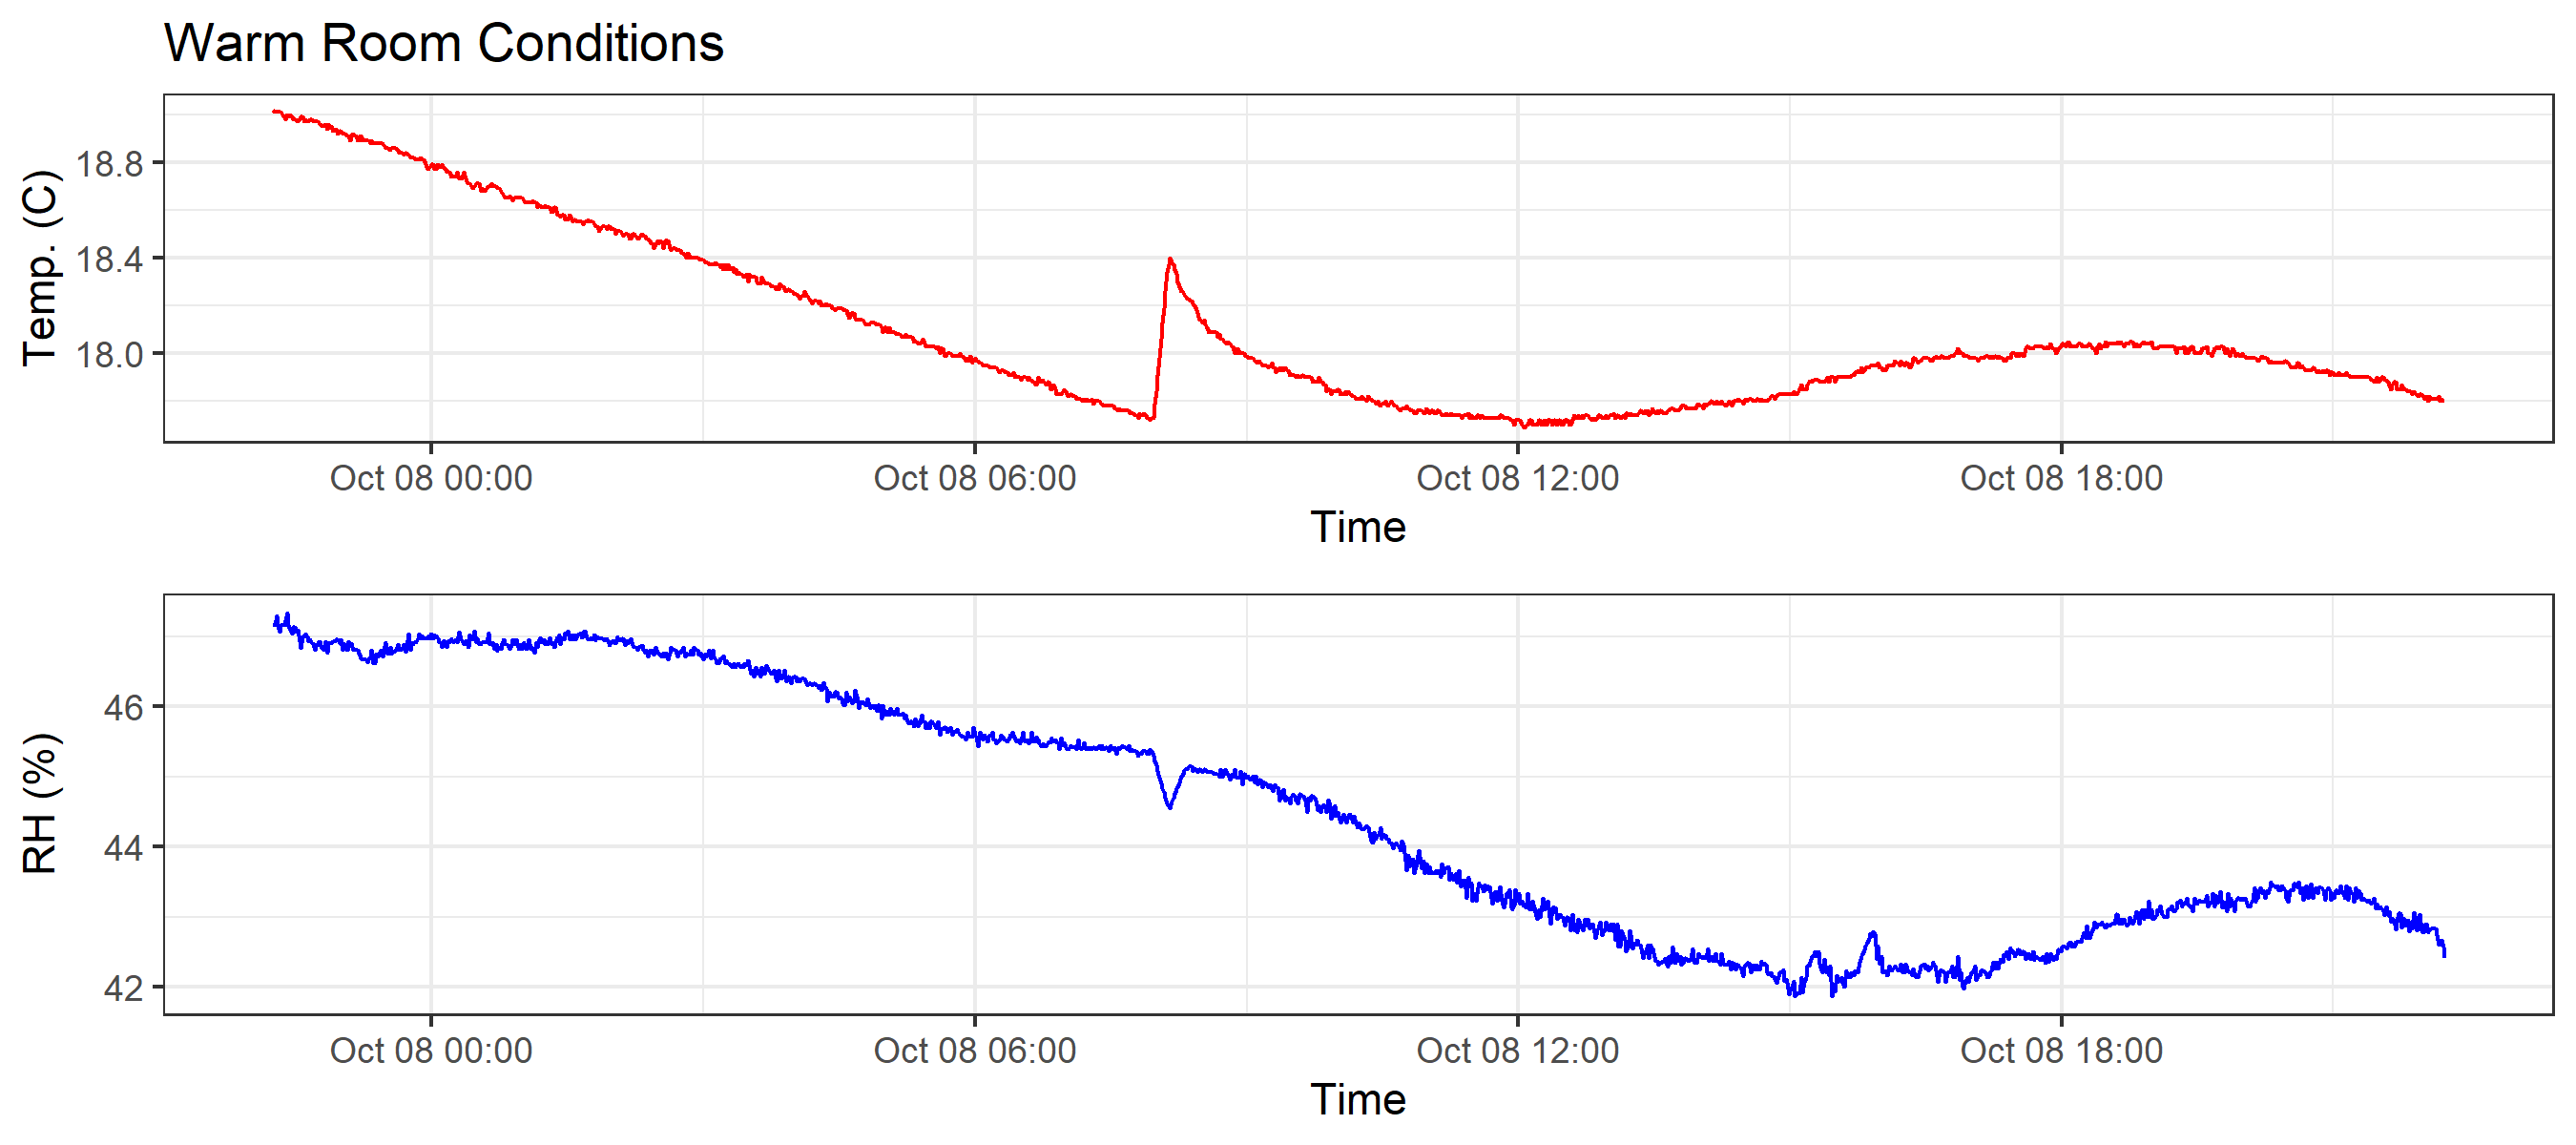 Warm Room Conditions
Temp. (C)
18.8
18.4
18.0
Oct 08 00:00 Oct 08 06:00 Oct 08 12:00 Oct 08 18:00
Time
RH (%)
46
44
42
Oct 08 00:00 Oct 08 06:00 Oct 08 12:00 Oct 08 18:00
Time